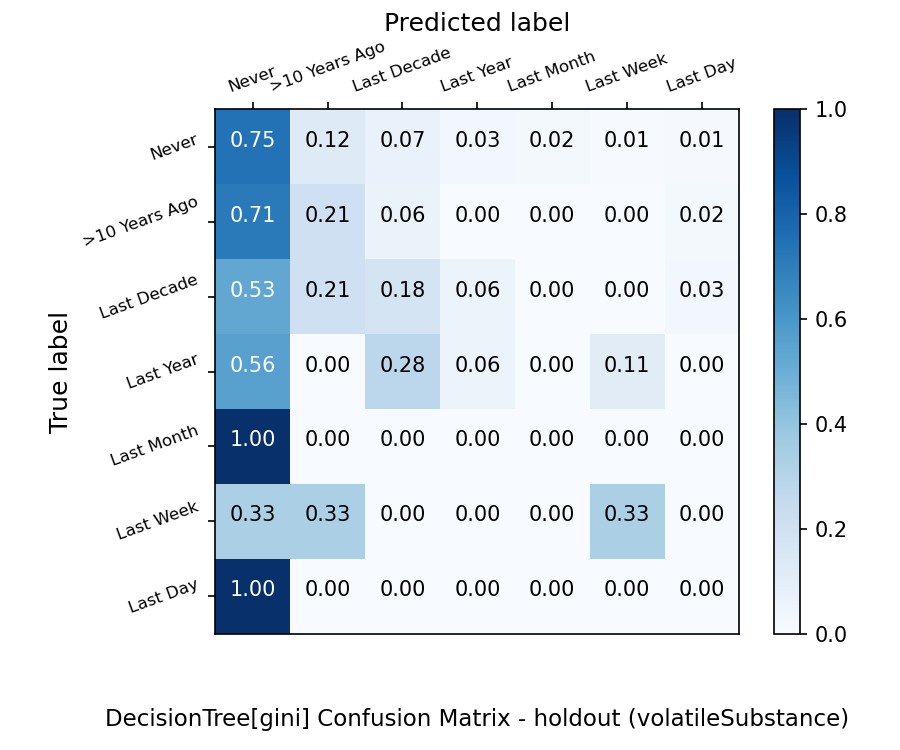 Predicted label
Never >10 Years Ago Last Decade Last Year Last Month Last Week Last Day
True label
Never 0.75 0.12 0.07 0.03 0.02 0.01 0.01
>10 Years Ago 0.71 0.21 0.06 0.00 0.00 0.00 0.02
Last Decade 0.53 0.21 0.18 0.06 0.00 0.00 0.03
Last Year 0.56 0.00 0.28 0.06 0.00 0.11 0.00
Last Month 1.00 0.00 0.00 0.00 0.00 0.00 0.00
Last Week 0.33 0.33 0.00 0.00 0.00 0.33 0.00
Last Day 1.00 0.00 0.00 0.00 0.00 0.00 0.00
1.0
0.8
0.6
0.4
0.2
0.0
DecisionTree[gini] Confusion Matrix - holdout (volatileSubstance)